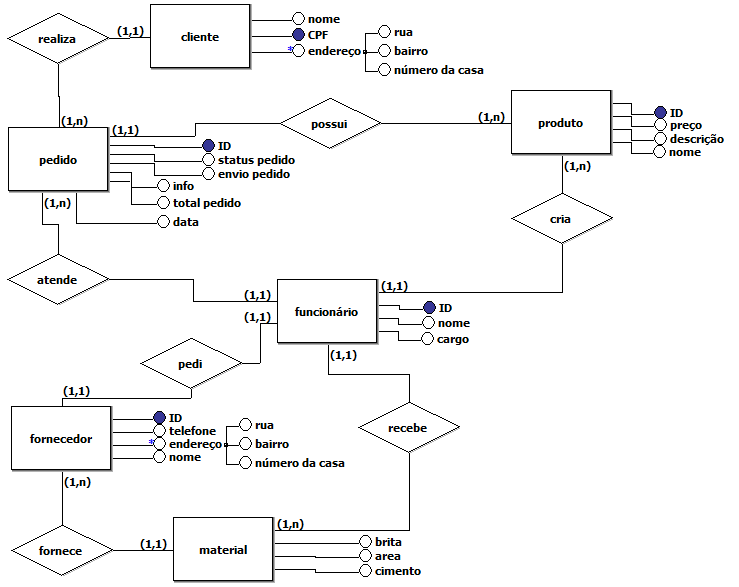 realiza
(1,1)
cliente
nome
CPF
* endereço
rua
bairro
número da casa
(1,n)
(1,1)
possui
(1,n)
produto
ID
preço
descrição
nome
pedido
ID
status pedido
envio pedido
info
total pedido
data
(1,n)
(1,n)
cria
atende
(1,1)
(1,1)
funcionário
(1,1)
ID
nome
cargo
(1,1)
pedi
(1,1)
fornecedor
ID
telefone
* endereço
nome
rua
bairro
número da casa
recebe
(1,n)
fornece
(1,1)
material
(1,n)
brita
area
cimento